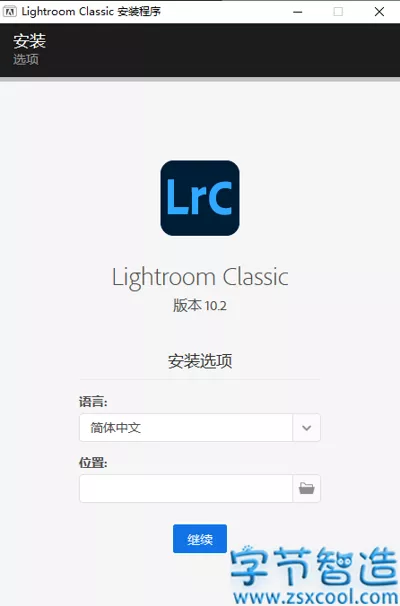 Lightroom Classic 安装程序
安装
选项
LrC
Lightroom Classic
版本 10.2
安装选项
语言:
简体中文
位置:
继续
字节智造
www.zsxcool.com